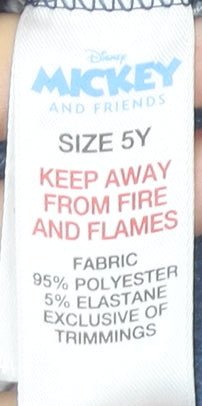 Disney
MICKEY
AND FRIENDS
SIZE 5Y
KEEP AWAY
FROM FIRE
AND FLAMES
FABRIC
95% POLYESTER
5% ELASTANE
EXCLUSIVE OF
TRIMMINGS